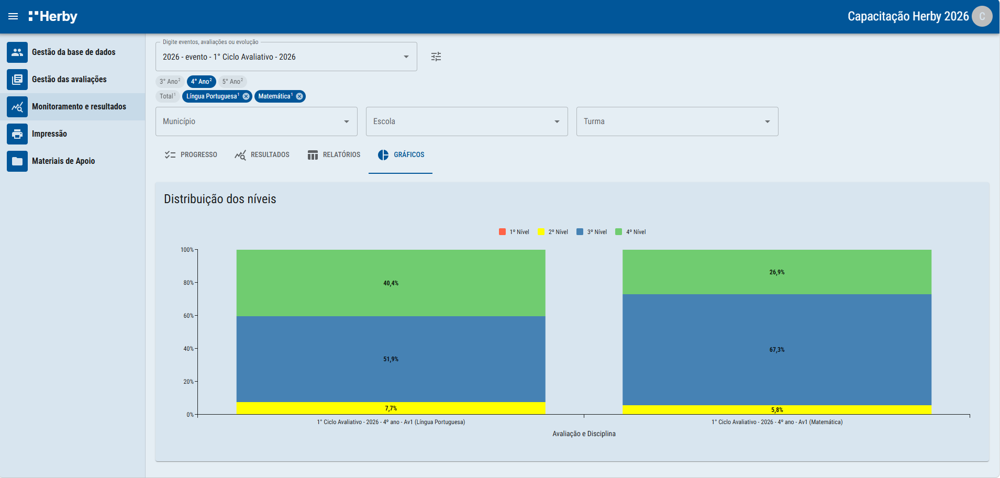 Herby
Capacitação Herby 2026
C
Gestão da base de dados
Gestão das avaliações
Monitoramento e resultados
Impressão
Materiais de Apoio
Digite eventos, avaliações ou evolução
2026 - evento - 1° Ciclo Avaliativo - 2026
3° Ano² 4° Ano² 5° Ano²
Total¹ Língua Portuguesa¹ Matemática¹
Município Escola Turma
PROGRESSO RESULTADOS RELATÓRIOS GRÁFICOS
Distribuição dos níveis
1º Nível 2º Nível 3º Nível 4º Nível
100%
80%
60%
40%
20%
0%
40,4%
51,9%
7,7%
26,9%
67,3%
5,8%
1° Ciclo Avaliativo - 2026 - 4º ano - Av1 (Língua Portuguesa)
1° Ciclo Avaliativo - 2026 - 4º ano - Av1 (Matemática)
Avaliação e Disciplina